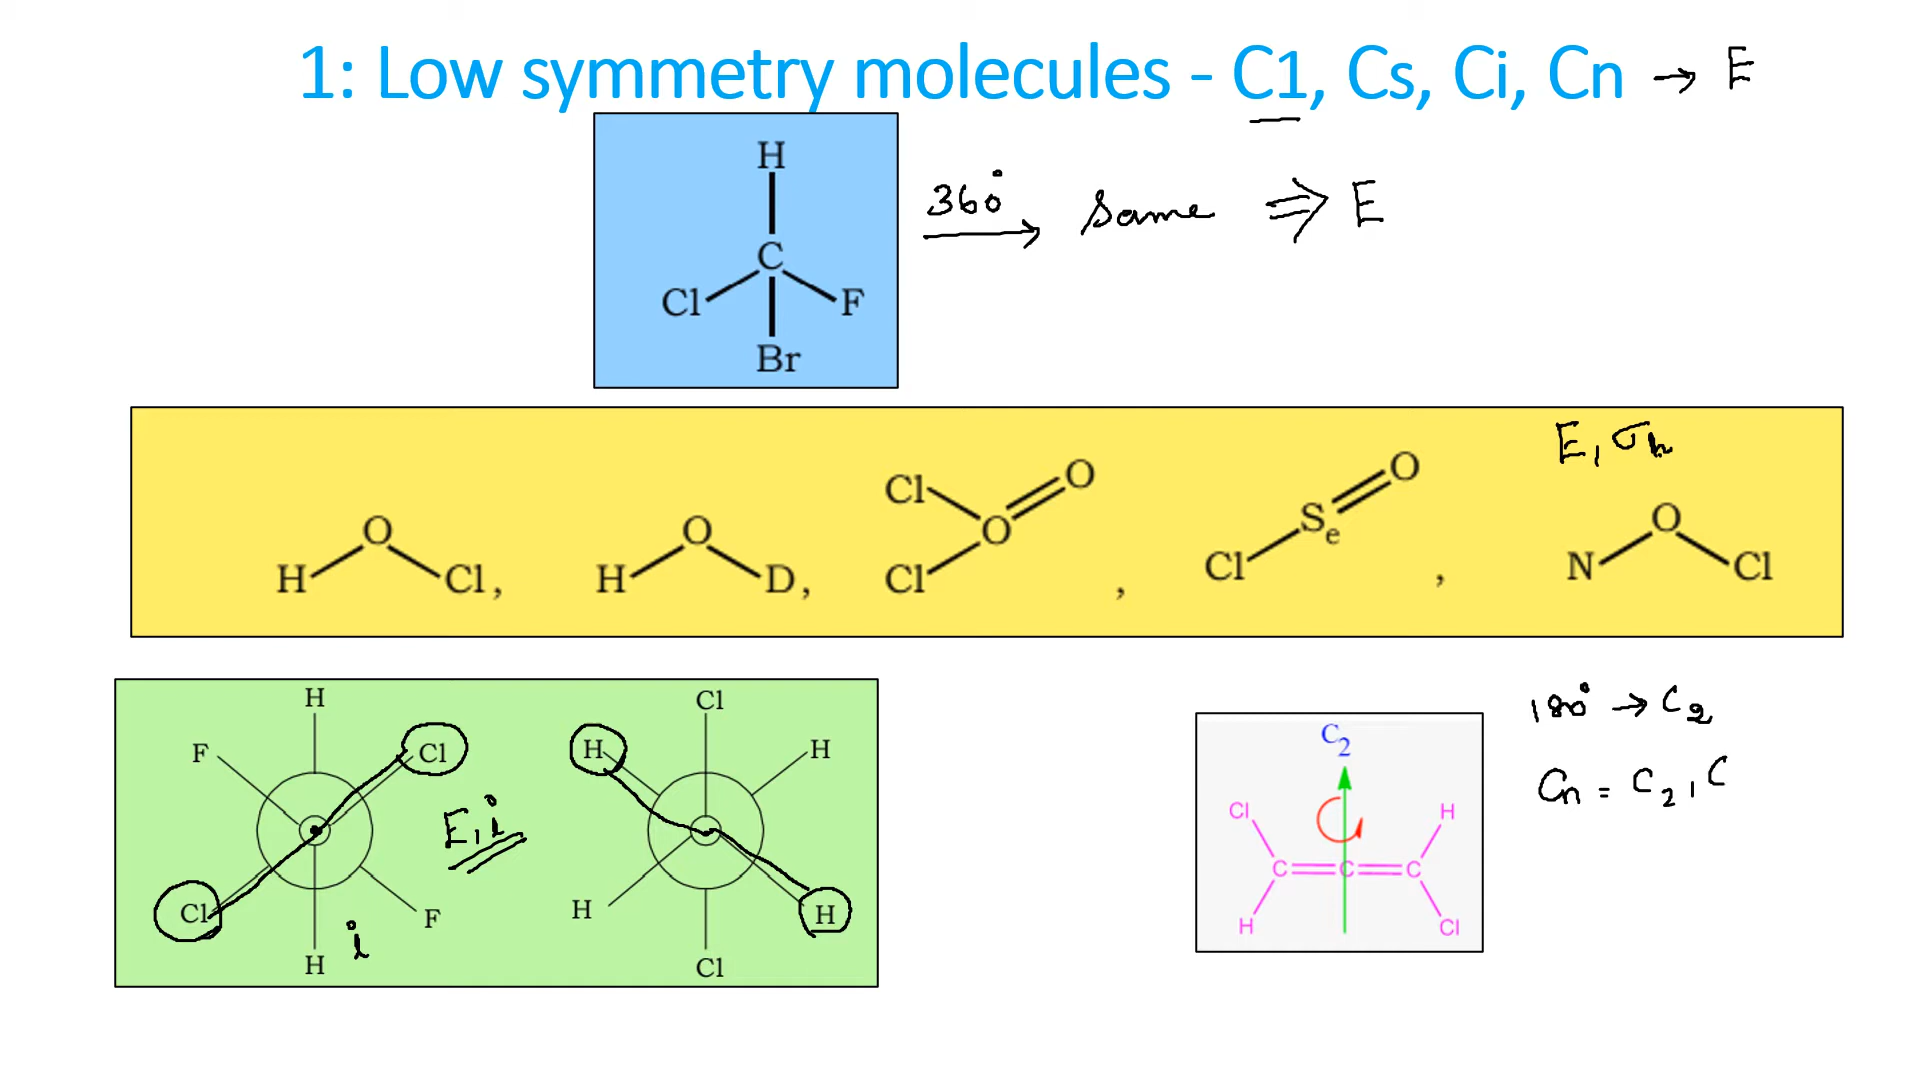 1: Low symmetry molecules - C1, Cs, Ci, Cn → E
H
C
Cl F
Br
360° same ⇒ E
E, σh
Cl O
O
Cl
H O Cl,
H O D,
,
Cl Se O
,
N O Cl
H
F Cl
E, i
Cl F
H i
Cl
H H
H H
Cl
C2
Cl H
C C C
H Cl
180° → C2
Cn = C2, C